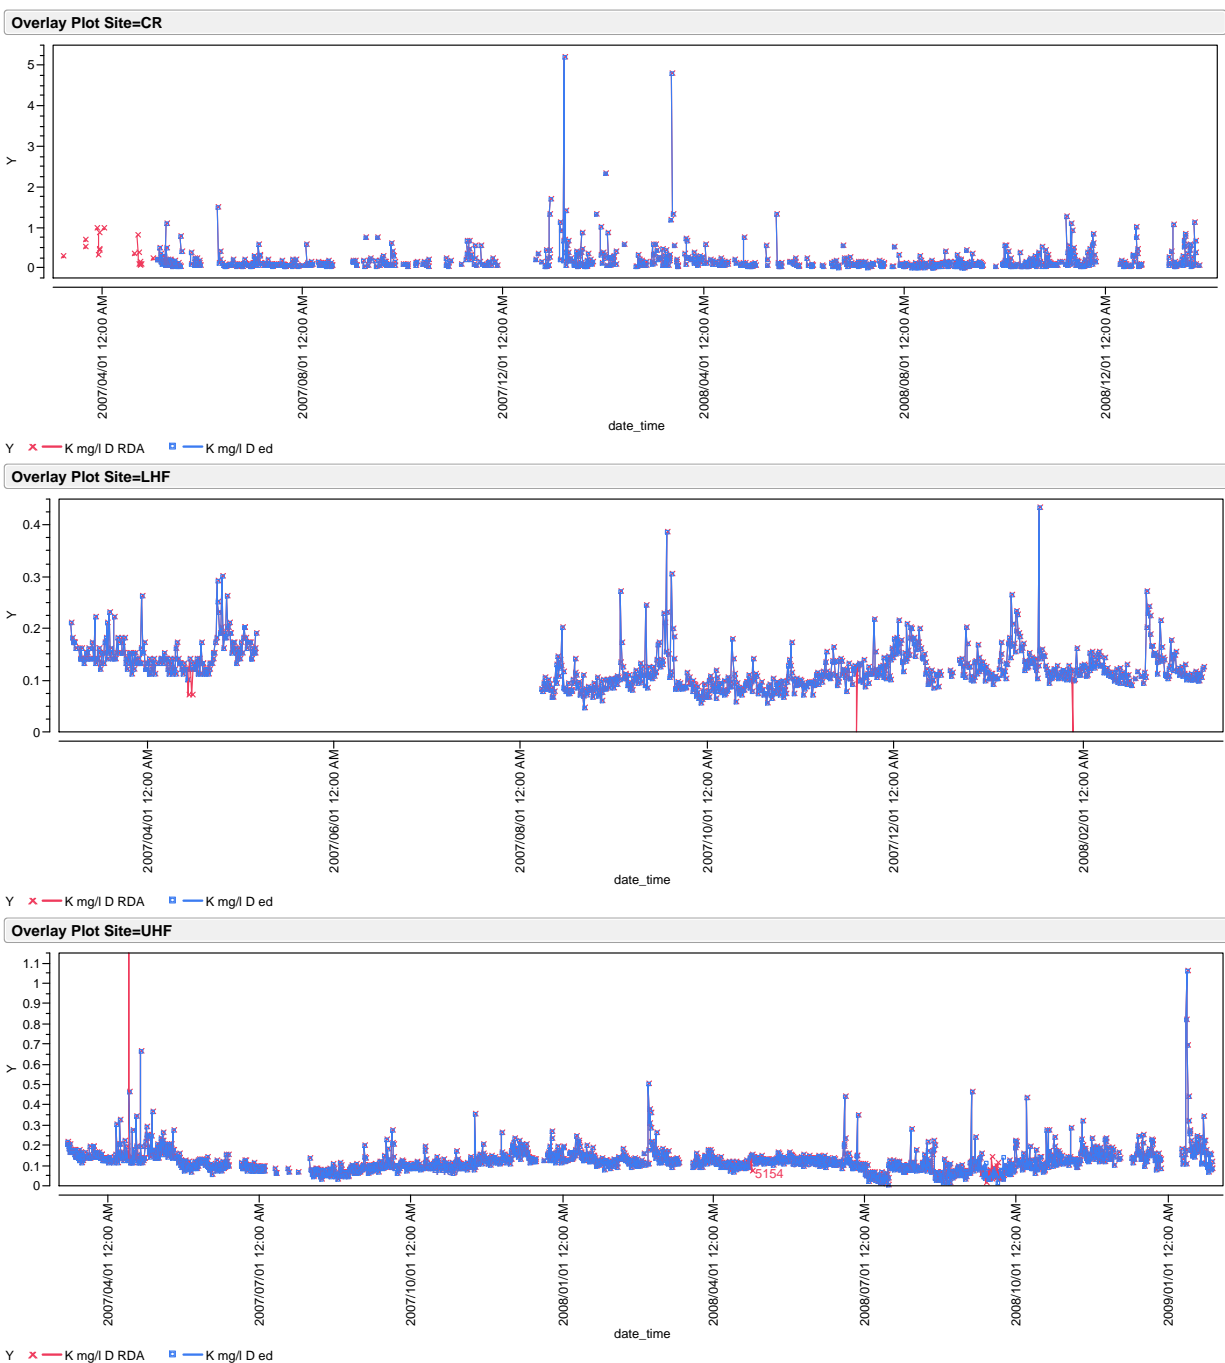 Overlay Plot Site=CR
5
4
3
2
1
0
Y
2007/04/01 12:00 AM
2007/08/01 12:00 AM
2007/12/01 12:00 AM
2008/04/01 12:00 AM
2008/08/01 12:00 AM
2008/12/01 12:00 AM
date_time
Y K mg/l D RDA K mg/l D ed
Overlay Plot Site=LHF
0.4
0.3
0.2
0.1
0
Y
2007/04/01 12:00 AM
2007/06/01 12:00 AM
2007/08/01 12:00 AM
2007/10/01 12:00 AM
2007/12/01 12:00 AM
2008/02/01 12:00 AM
date_time
Y K mg/l D RDA K mg/l D ed
Overlay Plot Site=UHF
1.1
1
0.9
0.8
0.7
0.6
0.5
0.4
0.3
0.2
0.1
0
Y
5154
2007/04/01 12:00 AM
2007/07/01 12:00 AM
2007/10/01 12:00 AM
2008/01/01 12:00 AM
2008/04/01 12:00 AM
2008/07/01 12:00 AM
2008/10/01 12:00 AM
2009/01/01 12:00 AM
date_time
Y K mg/l D RDA K mg/l D ed